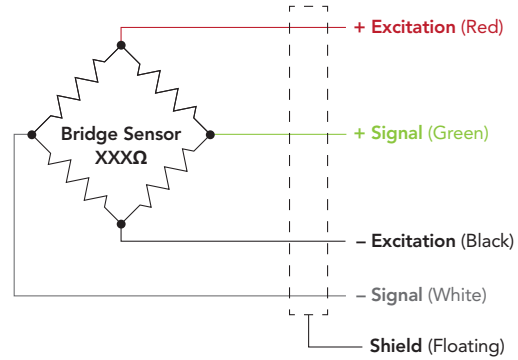 + Excitation (Red)
Bridge Sensor
XXXΩ
+ Signal (Green)
– Excitation (Black)
– Signal (White)
Shield (Floating)